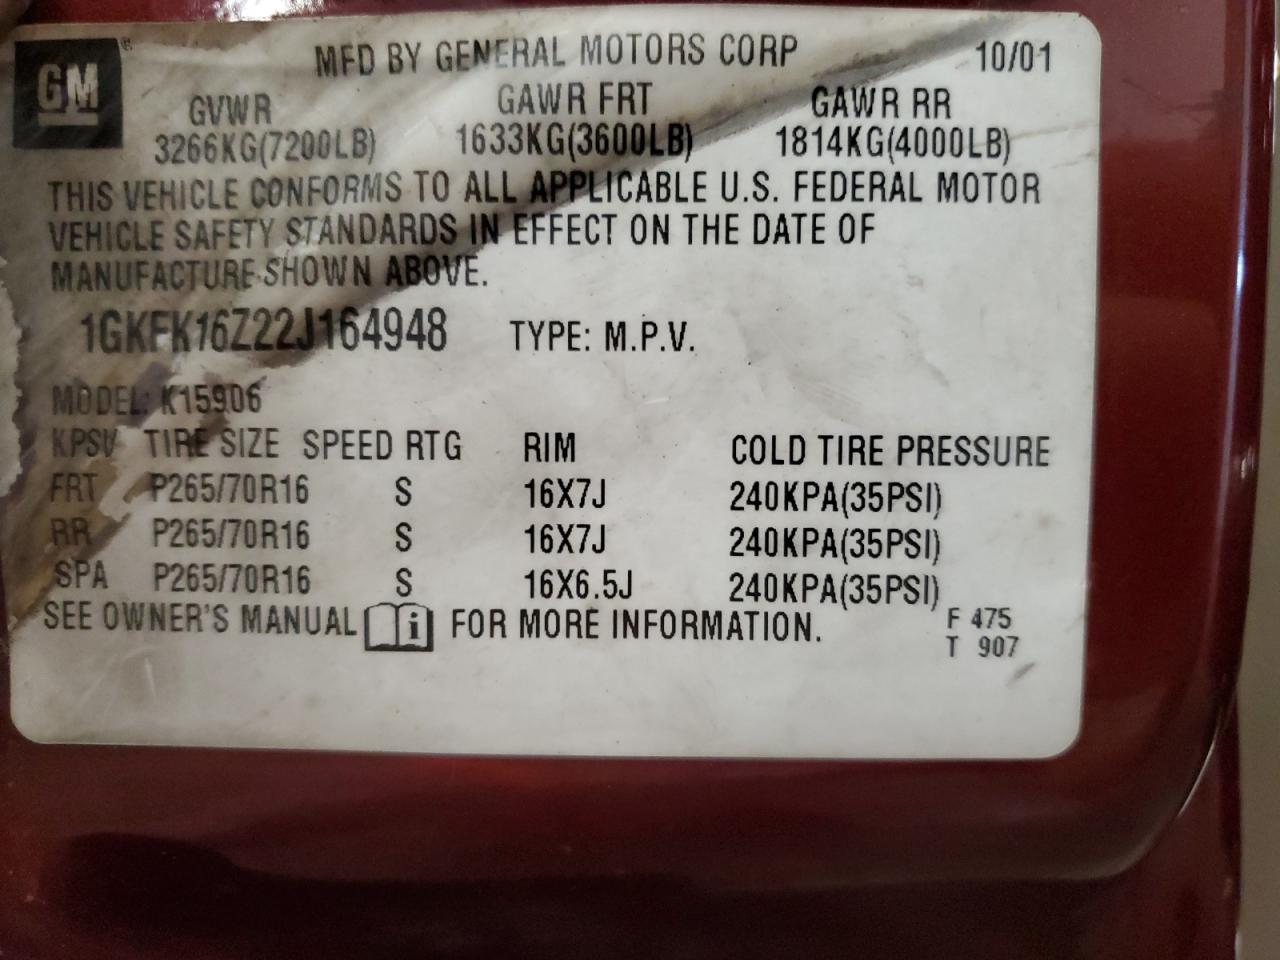 GM® MFD BY GENERAL MOTORS CORP 10/01
GVWR GAWR FRT GAWR RR
3266KG(7200LB) 1633KG(3600LB) 1814KG(4000LB)
THIS VEHICLE CONFORMS TO ALL APPLICABLE U.S. FEDERAL MOTOR
VEHICLE SAFETY STANDARDS IN EFFECT ON THE DATE OF
MANUFACTURE SHOWN ABOVE.
1GKFK16Z22J164948 TYPE: M.P.V.
MODEL: K15906
KPSV TIRE SIZE SPEED RTG RIM COLD TIRE PRESSURE
FRT P265/70R16 S 16X7J 240KPA(35PSI)
RR P265/70R16 S 16X7J 240KPA(35PSI)
SPA P265/70R16 S 16X6.5J 240KPA(35PSI)
SEE OWNER'S MANUAL i FOR MORE INFORMATION. F 475
T 907